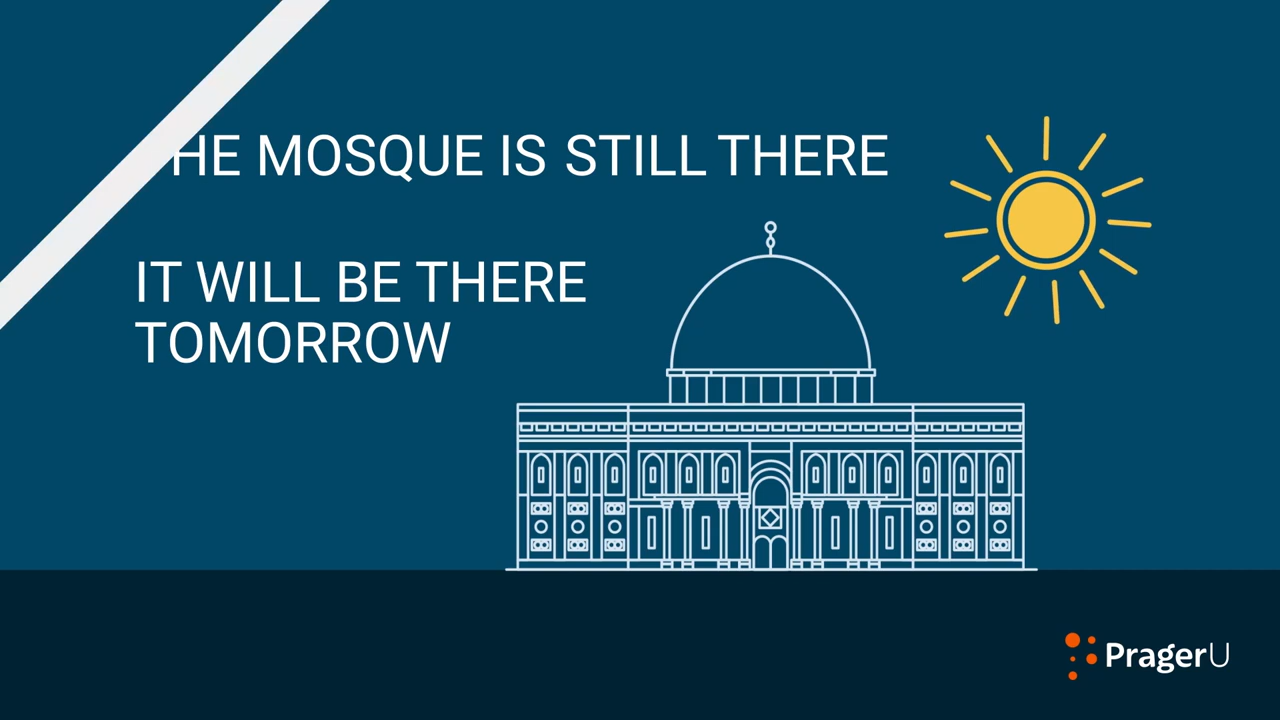 HE MOSQUE IS STILL THERE
IT WILL BE THERE
TOMORROW
PragerU